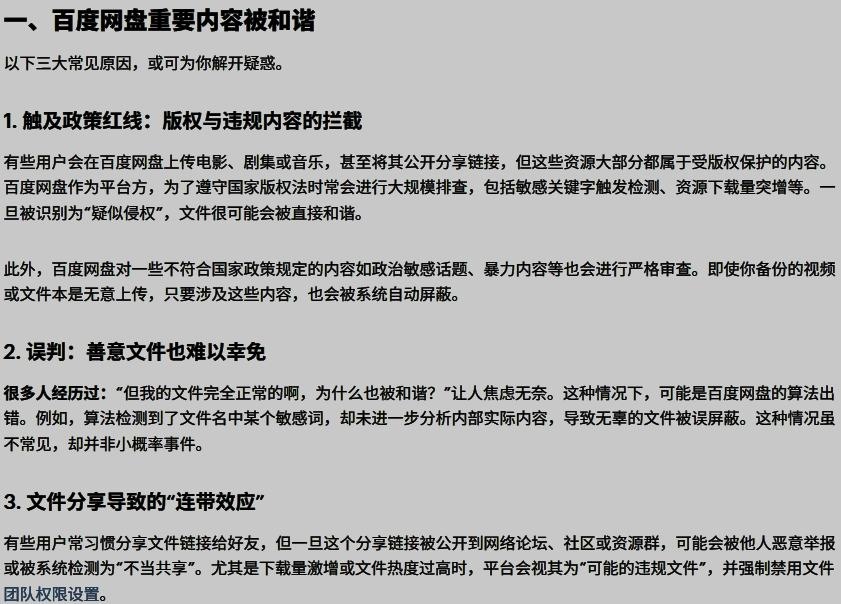 一、百度网盘重要内容被和谐
以下三大常见原因，或可为你解开疑惑。
1. 触及政策红线：版权与违规内容的拦截
有些用户会在百度网盘上传电影、剧集或音乐，甚至将其公开分享链接，但这些资源大部分都属于受版权保护的内容。
百度网盘作为平台方，为了遵守国家版权法时常会进行大规模排查，包括敏感关键字触发检测、资源下载量突增等。一
旦被识别为“疑似侵权”，文件很可能会被直接和谐。
此外，百度网盘对一些不符合国家政策规定的内容如政治敏感话题、暴力内容等也会进行严格审查。即使你备份的视频
或文件本是无意上传，只要涉及这些内容，也会被系统自动屏蔽。
2. 误判：善意文件也难以幸免
很多人经历过：“但我的文件完全正常的啊，为什么也被和谐？”让人焦虑无奈。这种情况下，可能是百度网盘的算法出
错。例如，算法检测到了文件名中某个敏感词，却未进一步分析内部实际内容，导致无辜的文件被误屏蔽。这种情况虽
不常见，却并非小概率事件。
3. 文件分享导致的“连带效应”
有些用户常习惯分享文件链接给好友，但一旦这个分享链接被公开到网络论坛、社区或资源群，可能会被他人恶意举报
或被系统检测为“不当共享”。尤其是下载量激增或文件热度过高时，平台会视其为“可能的违规文件”，并强制禁用文件
团队权限设置。